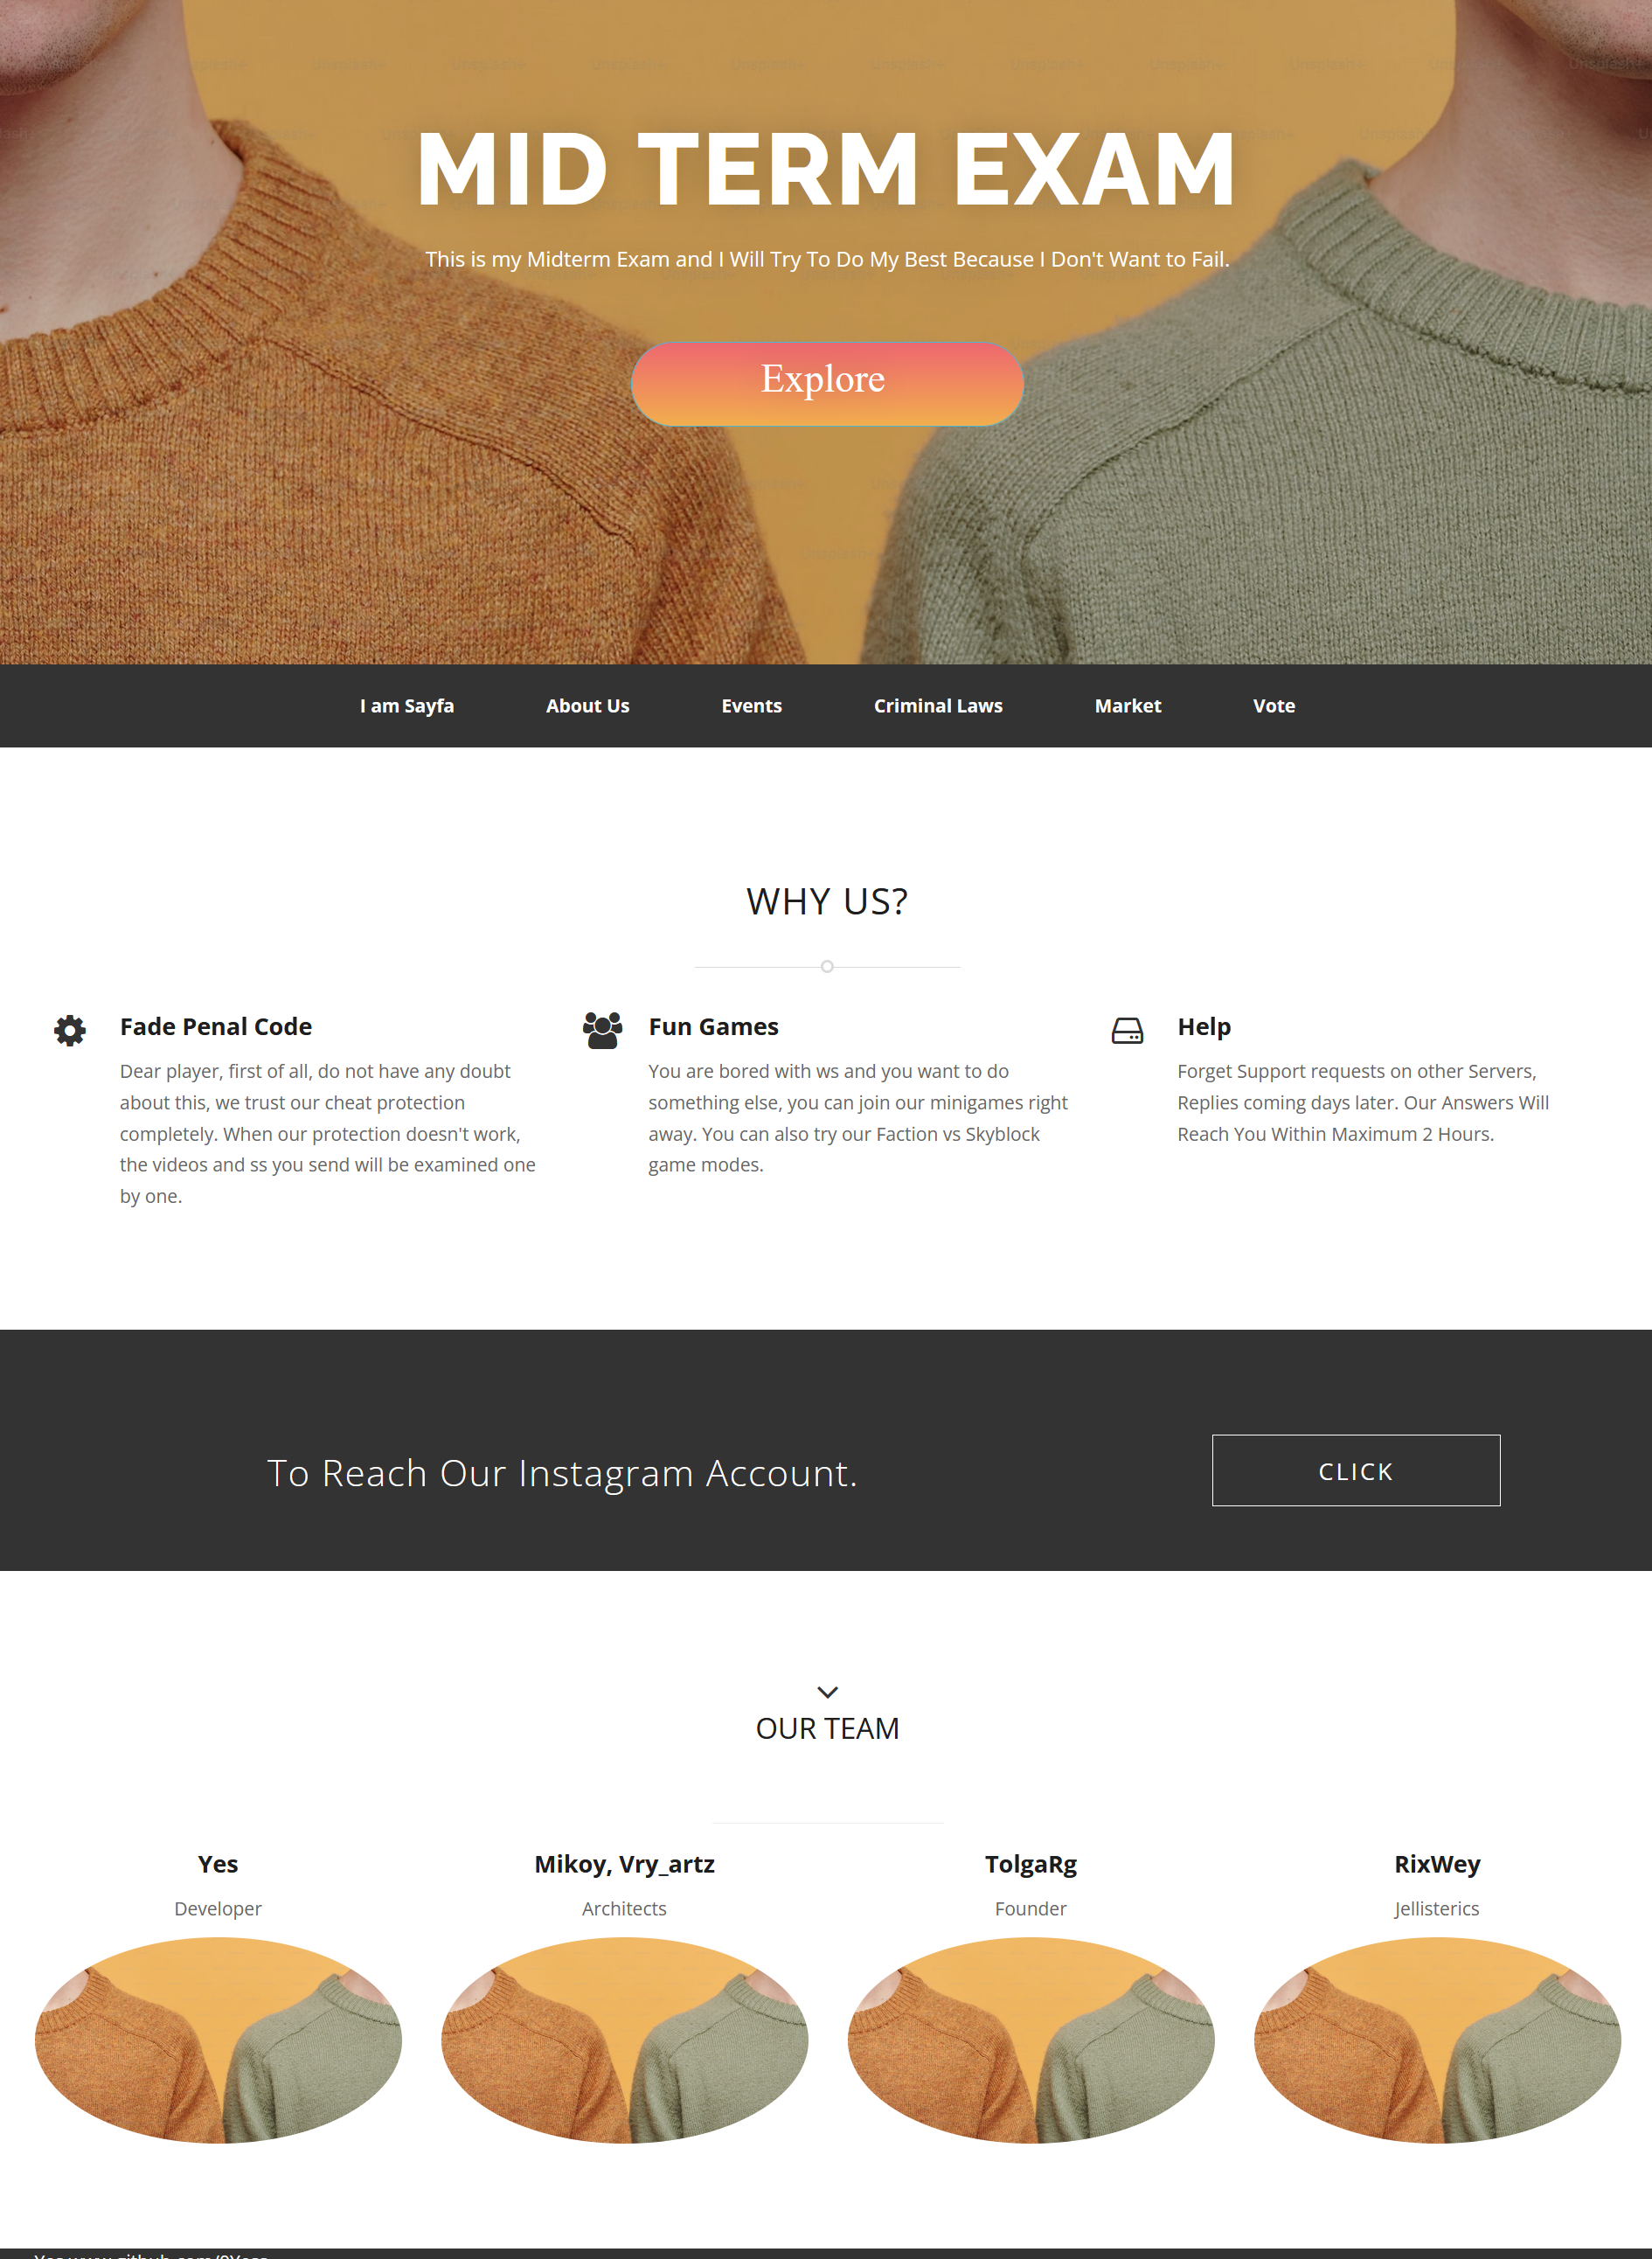 MID TERM EXAM
This is my Midterm Exam and I Will Try To Do My Best Because I Don't Want to Fail.
Explore
I am Sayfa About Us Events Criminal Laws Market Vote
WHY US?
Fade Penal Code
Dear player, first of all, do not have any doubt
about this, we trust our cheat protection
completely. When our protection doesn't work,
the videos and ss you send will be examined one
by one.
Fun Games
You are bored with ws and you want to do
something else, you can join our minigames right
away. You can also try our Faction vs Skyblock
game modes.
Help
Forget Support requests on other Servers,
Replies coming days later. Our Answers Will
Reach You Within Maximum 2 Hours.
To Reach Our Instagram Account.
CLICK
OUR TEAM
Yes
Developer
Mikoy, Vry_artz
Architects
TolgaRg
Founder
RixWey
Jellisterics